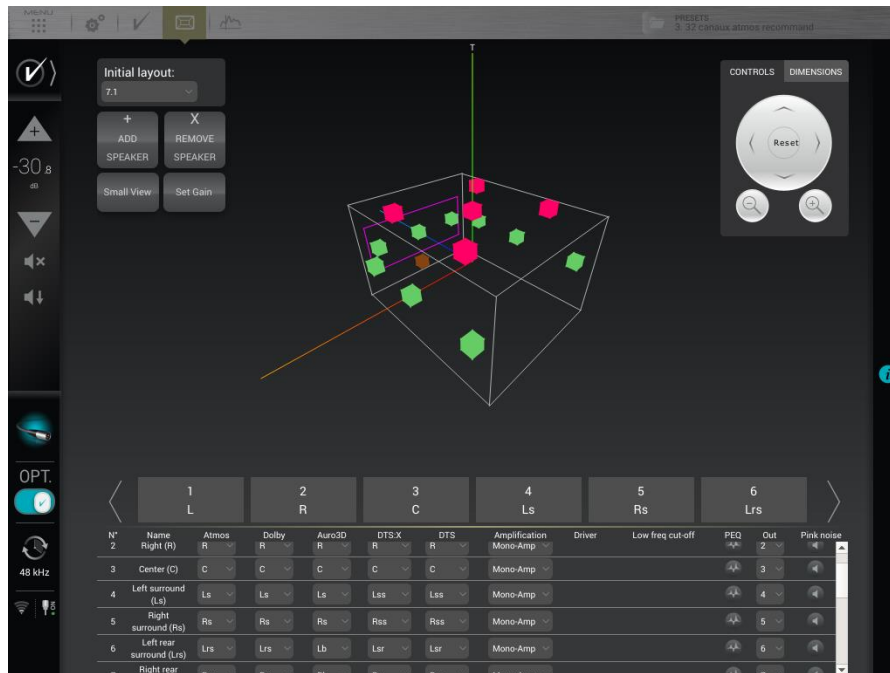 MENU
PRESETS
3: 32 canaux atmos recommand
T
Initial layout:
7.1
+ X
ADD SPEAKER
REMOVE SPEAKER
Small View
Set Gain
CONTROLS DIMENSIONS
Reset
-30.8
dB
OPT.
48 kHz
1 2 3 4 5 6
L R C Ls Rs Lrs
N° Name Atmos Dolby Auro3D DTS:X DTS Amplification Driver Low freq cut-off PEQ Out Pink noise
2 Right (R) R R R R R Mono-Amp 2
3 Center (C) C C C C C Mono-Amp 3
4 Left surround (Ls) Ls Ls Ls Lss Lss Mono-Amp 4
5 Right surround (Rs) Rs Rs Rs Rss Rss Mono-Amp 5
6 Left rear surround (Lrs) Lrs Lrs Lb Lsr Lsr Mono-Amp 6
Right rear